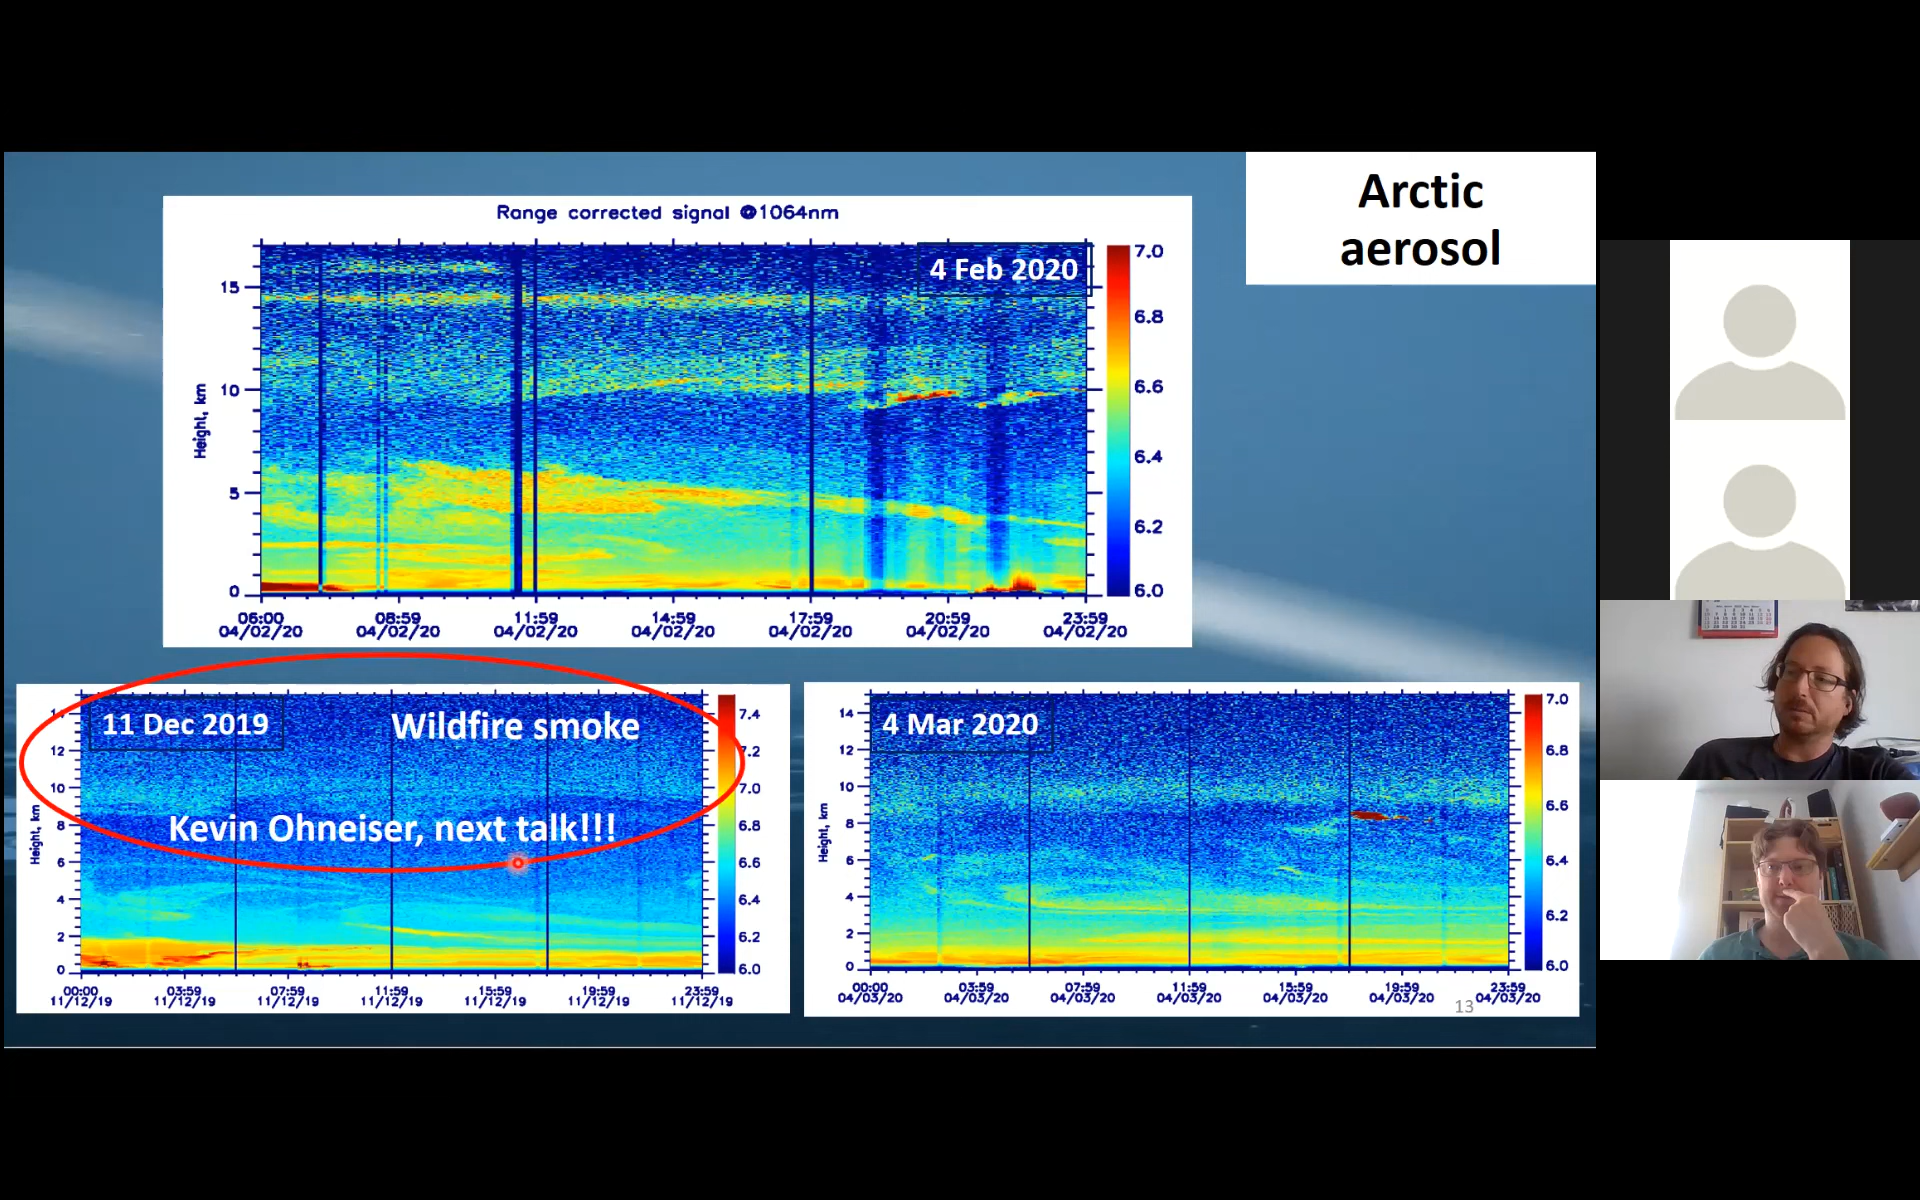 Arctic
aerosol
Range corrected signal @1064nm
4 Feb 2020
Height, km
15
10
5
0
7.0
6.8
6.6
6.4
6.2
6.0
06:00 08:59 11:59 14:59 17:59 20:59 23:59
04/02/20 04/02/20 04/02/20 04/02/20 04/02/20 04/02/20 04/02/20
11 Dec 2019
Wildfire smoke
Kevin Ohneiser, next talk!!!
Height, km
14
12
10
8
6
4
2
0
7.4
7.2
7.0
6.8
6.6
6.4
6.2
6.0
00:00 03:59 07:59 11:59 15:59 19:59 23:59
11/12/19 11/12/19 11/12/19 11/12/19 11/12/19 11/12/19 11/12/19
4 Mar 2020
Height, km
14
12
10
8
6
4
2
0
7.0
6.8
6.6
6.4
6.2
6.0
00:00 03:59 07:59 11:59 15:59 19:59 23:59
04/03/20 04/03/20 04/03/20 04/03/20 04/03/20 04/03/20 04/03/20
13